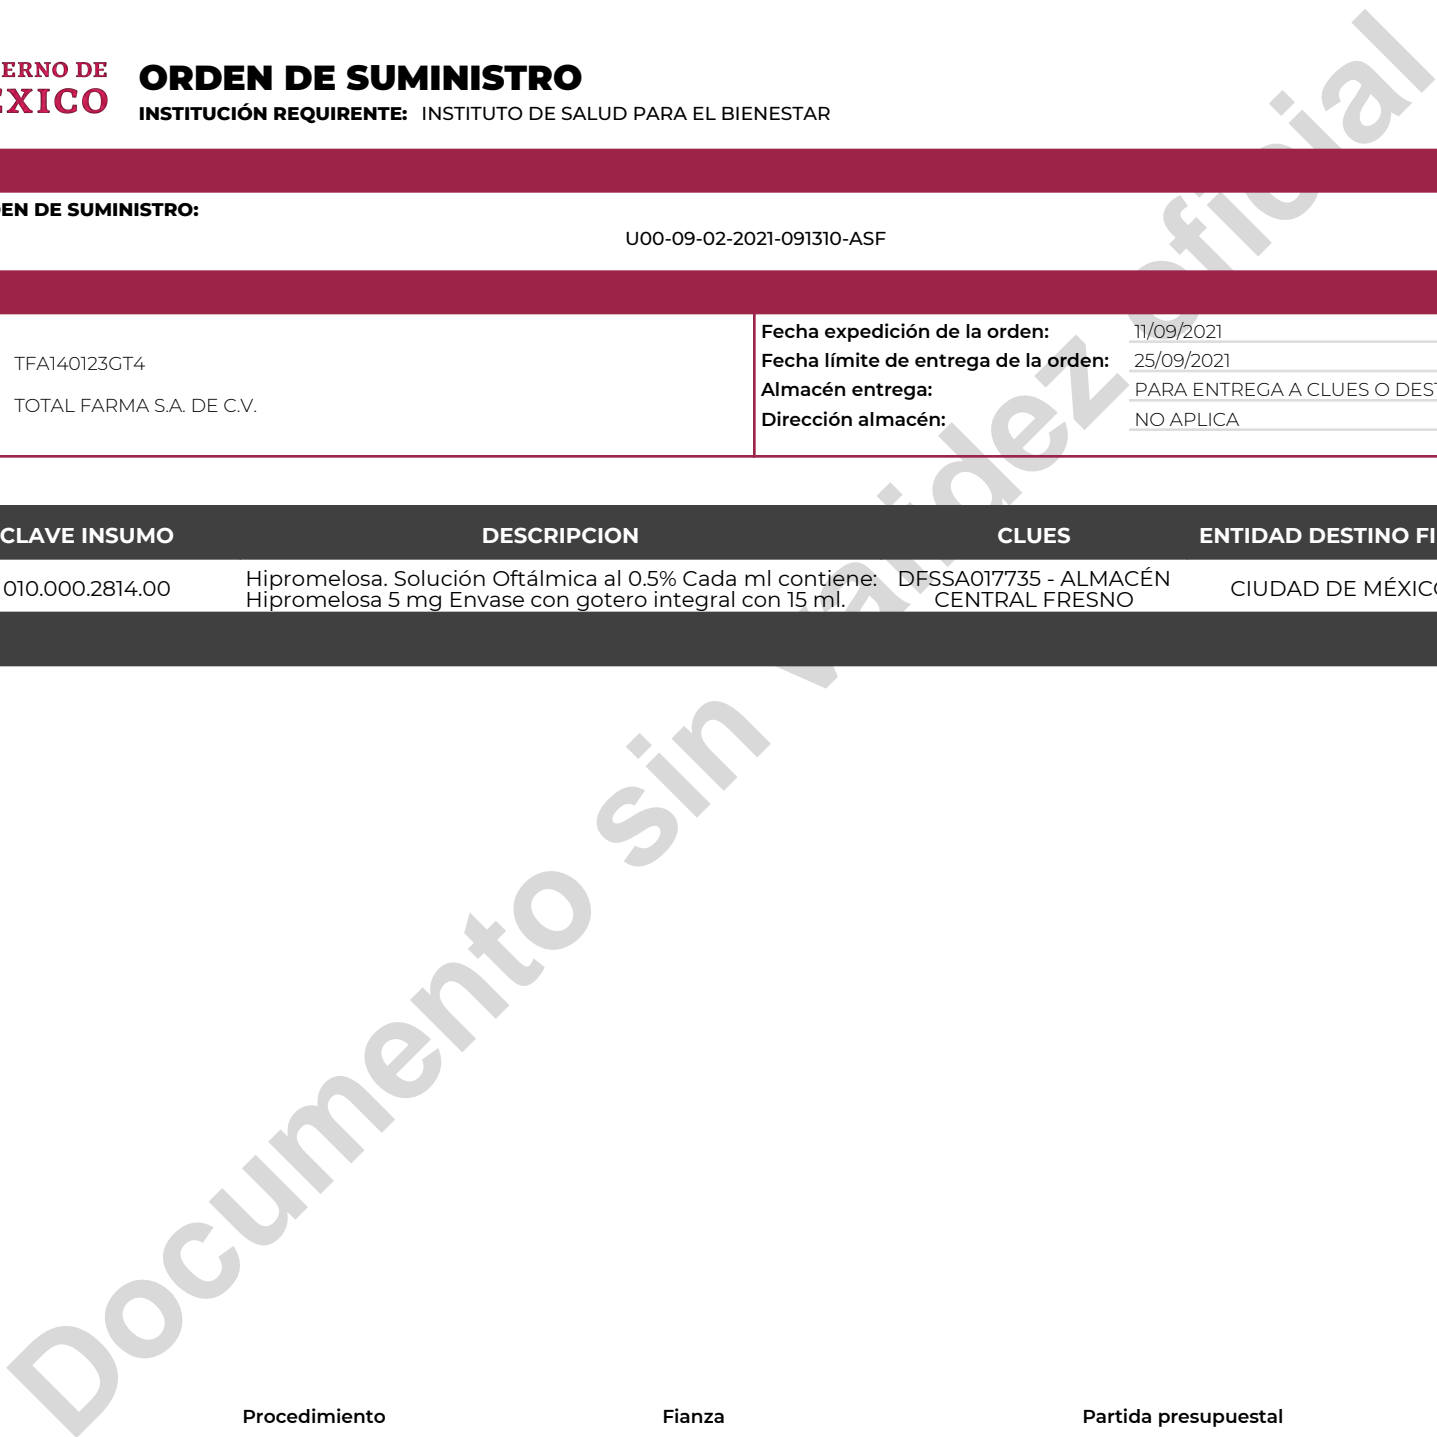 ERNO DE
EXICO
ORDEN DE SUMINISTRO
INSTITUCIÓN REQUIRENTE: INSTITUTO DE SALUD PARA EL BIENESTAR
EN DE SUMINISTRO:
U00-09-02-2021-091310-ASF
TFA140123GT4
TOTAL FARMA S.A. DE C.V.
Fecha expedición de la orden: 11/09/2021
Fecha límite de entrega de la orden: 25/09/2021
Almacén entrega: PARA ENTREGA A CLUES O DEST
Dirección almacén: NO APLICA
CLAVE INSUMO DESCRIPCION CLUES ENTIDAD DESTINO FI
010.000.2814.00 Hipromelosa. Solución Oftálmica al 0.5% Cada ml contiene: DFSSA017735 - ALMACÉN CIUDAD DE MÉXICO
Hipromelosa 5 mg Envase con gotero integral con 15 ml. CENTRAL FRESNO
Documento sin validez oficial
Procedimiento Fianza Partida presupuestal